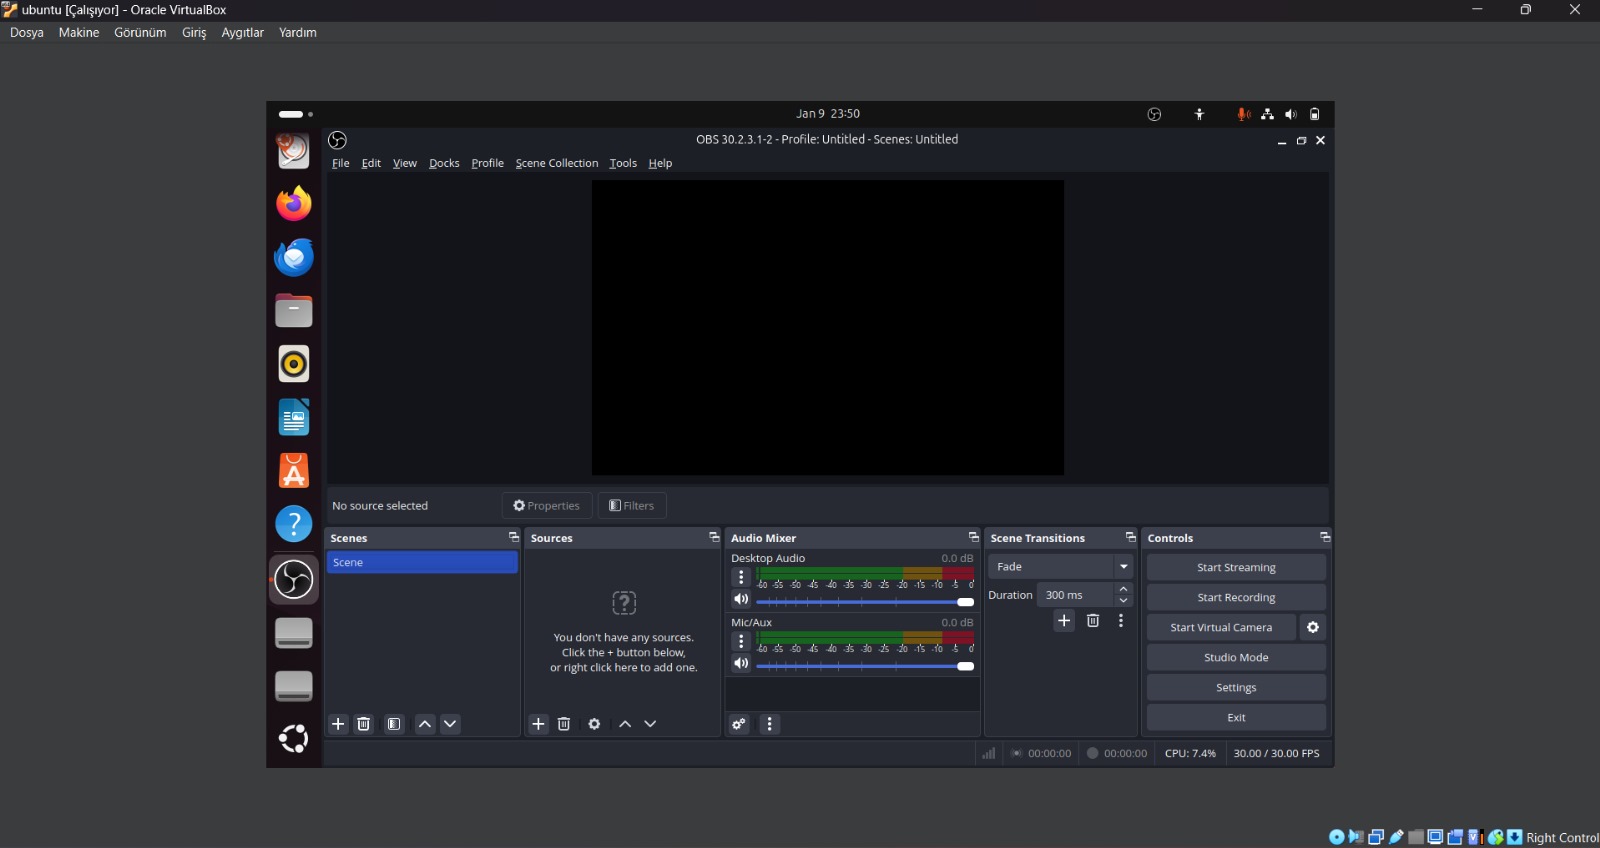 ubuntu [Çalışıyor] - Oracle VirtualBox
Dosya Makine Görünüm Giriş Aygıtlar Yardım
Jan 9 23:50
OBS 30.2.3.1-2 - Profile: Untitled - Scenes: Untitled
File Edit View Docks Profile Scene Collection Tools Help
No source selected Properties Filters
Scenes
Scene
Sources
You don't have any sources.
Click the + button below,
or right click here to add one.
Audio Mixer
Desktop Audio 0.0 dB
-60 -55 -50 -45 -40 -35 -30 -25 -20 -15 -10 -5 0
Mic/Aux 0.0 dB
-60 -55 -50 -45 -40 -35 -30 -25 -20 -15 -10 -5 0
Scene Transitions
Fade
Duration 300 ms
Controls
Start Streaming
Start Recording
Start Virtual Camera
Studio Mode
Settings
Exit
00:00:00 00:00:00 CPU: 7.4% 30.00 / 30.00 FPS
Right Control